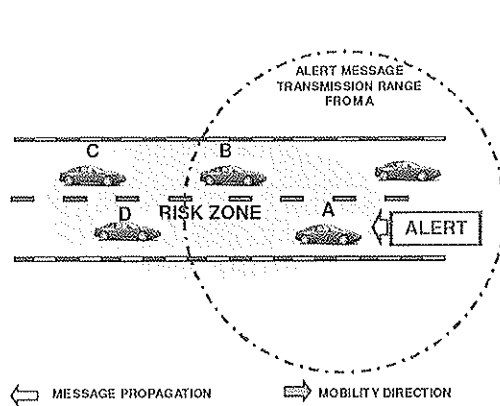 ALERT MESSAGE
TRANSMISSION RANGE
FROMA
C
B
D
RISK ZONE
A
ALERT
MESSAGE PROPAGATION
MOBILITY DIRECTION